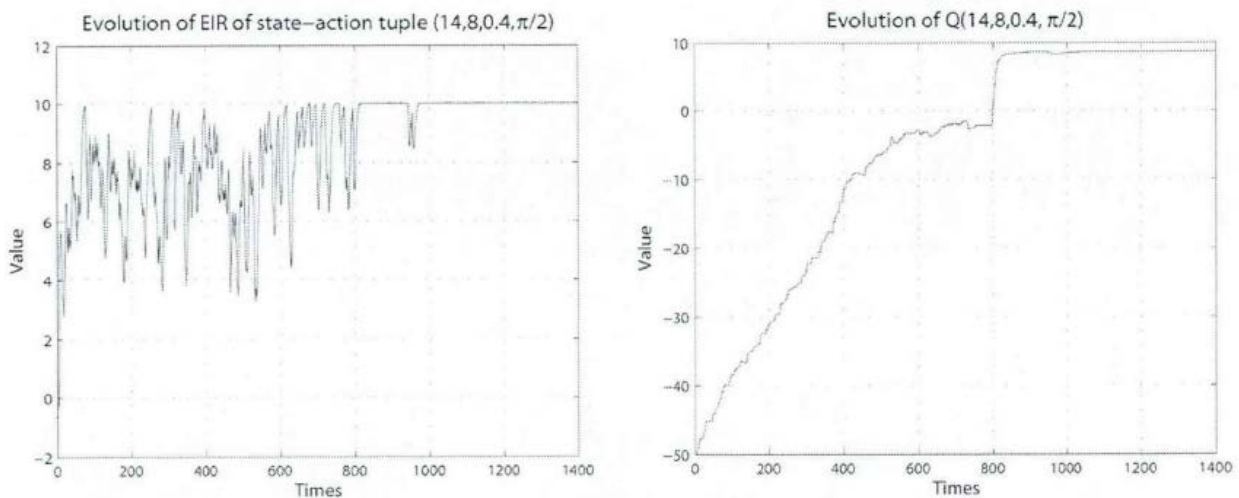 Evolution of EIR of state-action tuple (14,8,0.4,π/2)
12
10
8
6
4
2
0
-2
Value
0 200 400 600 800 1000 1200 1400
Times
Evolution of Q(14,8,0.4, π/2)
10
0
-10
-20
-30
-40
-50
Value
0 200 400 600 800 1000 1200 1400
Times